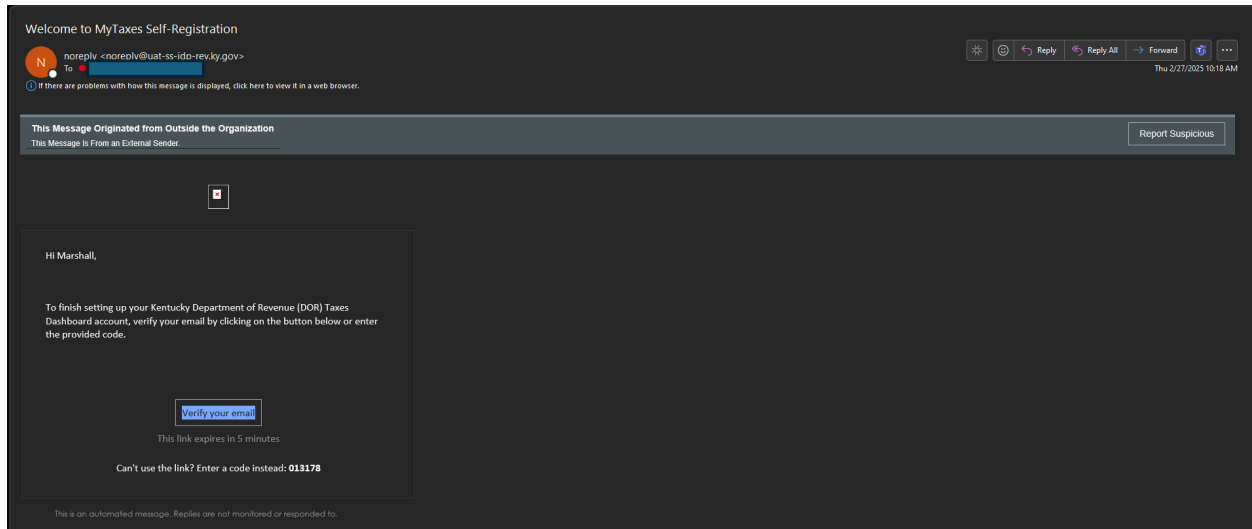 Welcome to MyTaxes Self-Registration
N
noreply <noreply@uat-ss-idp-rev.ky.gov>
To
Reply
Reply All
Forward
Thu 2/27/2025 10:18 AM
If there are problems with how this message is displayed, click here to view it in a web browser.
This Message Originated from Outside the Organization
This Message Is From an External Sender.
Report Suspicious
Hi Marshall,
To finish setting up your Kentucky Department of Revenue (DOR) Taxes
Dashboard account, verify your email by clicking on the button below or enter
the provided code.
Verify your email
This link expires in 5 minutes
Can't use the link? Enter a code instead: 013178
This is an automated message. Replies are not monitored or responded to.